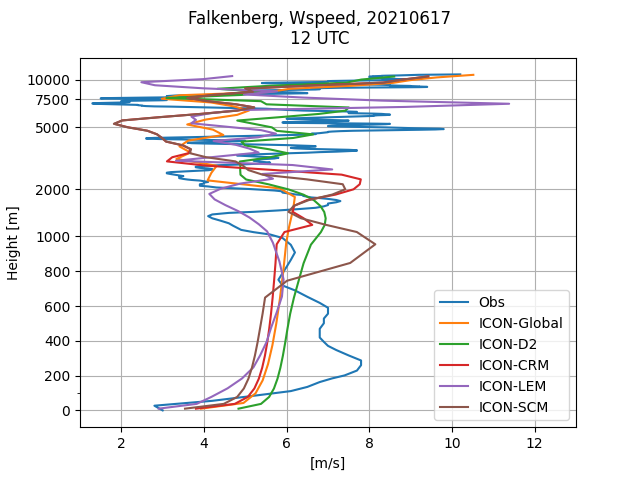 Falkenberg, Wspeed, 20210617
12 UTC
Height [m]
10000
7500
5000
2000
1000
800
600
400
200
0
2
4
6
8
10
12
[m/s]
Obs
ICON-Global
ICON-D2
ICON-CRM
ICON-LEM
ICON-SCM